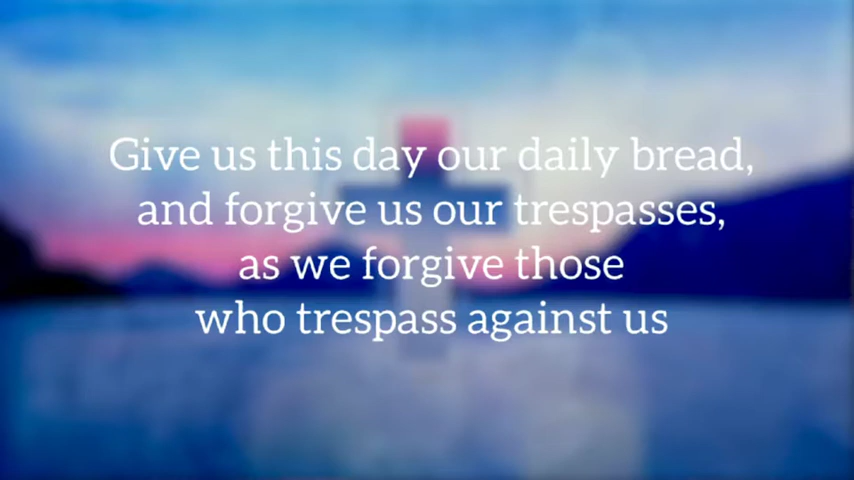 Give us this day our daily bread,
and forgive us our trespasses,
as we forgive those
who trespass against us